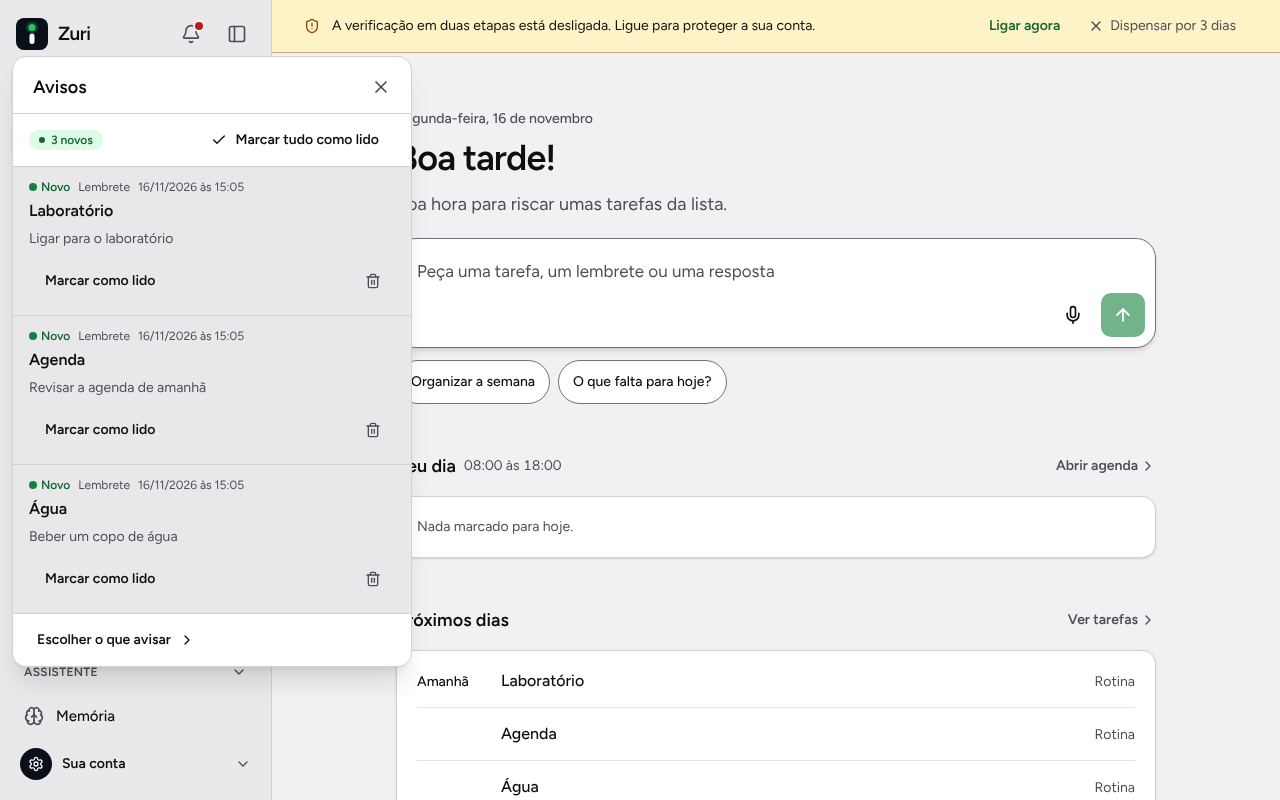 Zuri
A verificação em duas etapas está desligada. Ligue para proteger a sua conta.
Ligar agora
Dispensar por 3 dias
Avisos
3 novos
Marcar tudo como lido
Novo Lembrete 16/11/2026 às 15:05
Laboratório
Ligar para o laboratório
Marcar como lido
Novo Lembrete 16/11/2026 às 15:05
Agenda
Revisar a agenda de amanhã
Marcar como lido
Novo Lembrete 16/11/2026 às 15:05
Água
Beber um copo de água
Marcar como lido
Escolher o que avisar
ASSISTENTE
Memória
Sua conta
gunda-feira, 16 de novembro
Boa tarde!
oa hora para riscar umas tarefas da lista.
Peça uma tarefa, um lembrete ou uma resposta
Organizar a semana
O que falta para hoje?
eu dia 08:00 às 18:00
Abrir agenda
Nada marcado para hoje.
róximos dias
Ver tarefas
Amanhã Laboratório Rotina
Agenda Rotina
Água Rotina